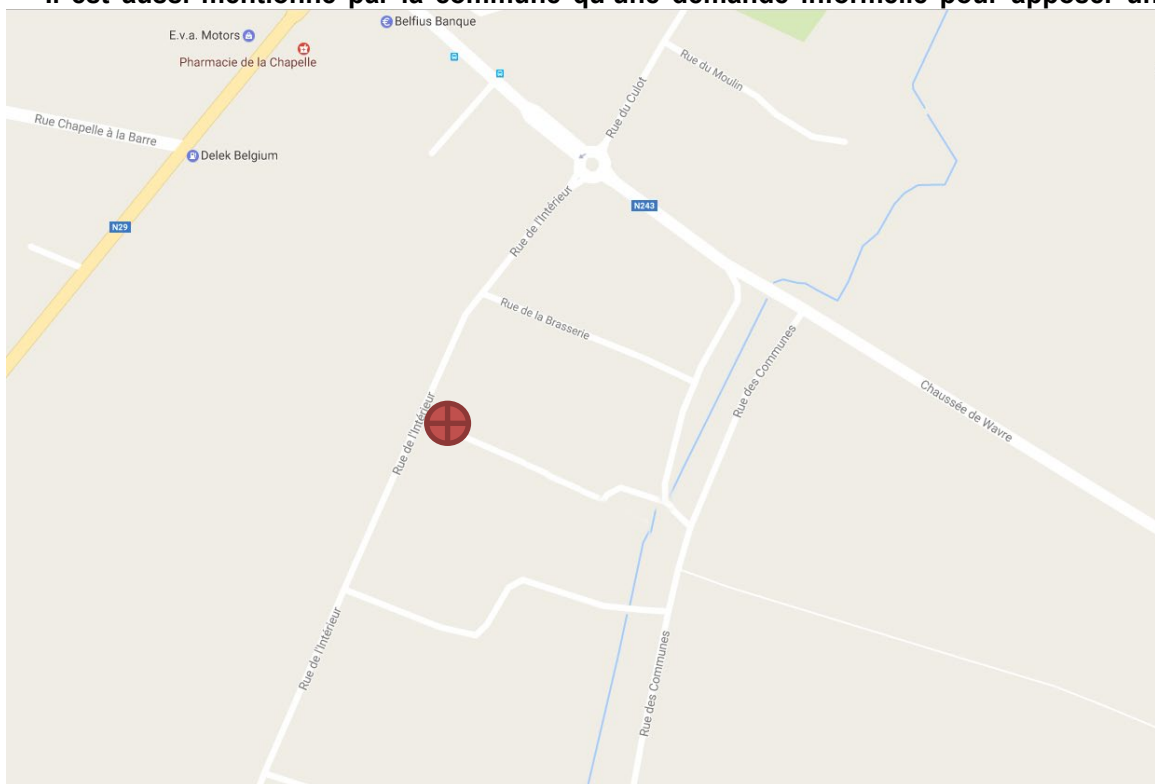 Il est aussi mentionné par la commune qu'une demande informelle pour apposer un
Belfius Banque
E.v.a. Motors
Pharmacie de la Chapelle
Rue du Moulin
Rue du Culot
Rue Chapelle à la Barre
Delek Belgium
N243
N29
Rue de l'Intérieur
Rue de la Brasserie
Rue des Communes
Chaussée de Wavre
Rue de l'Intérieur
Rue de l'Intérieur
Rue des Communes